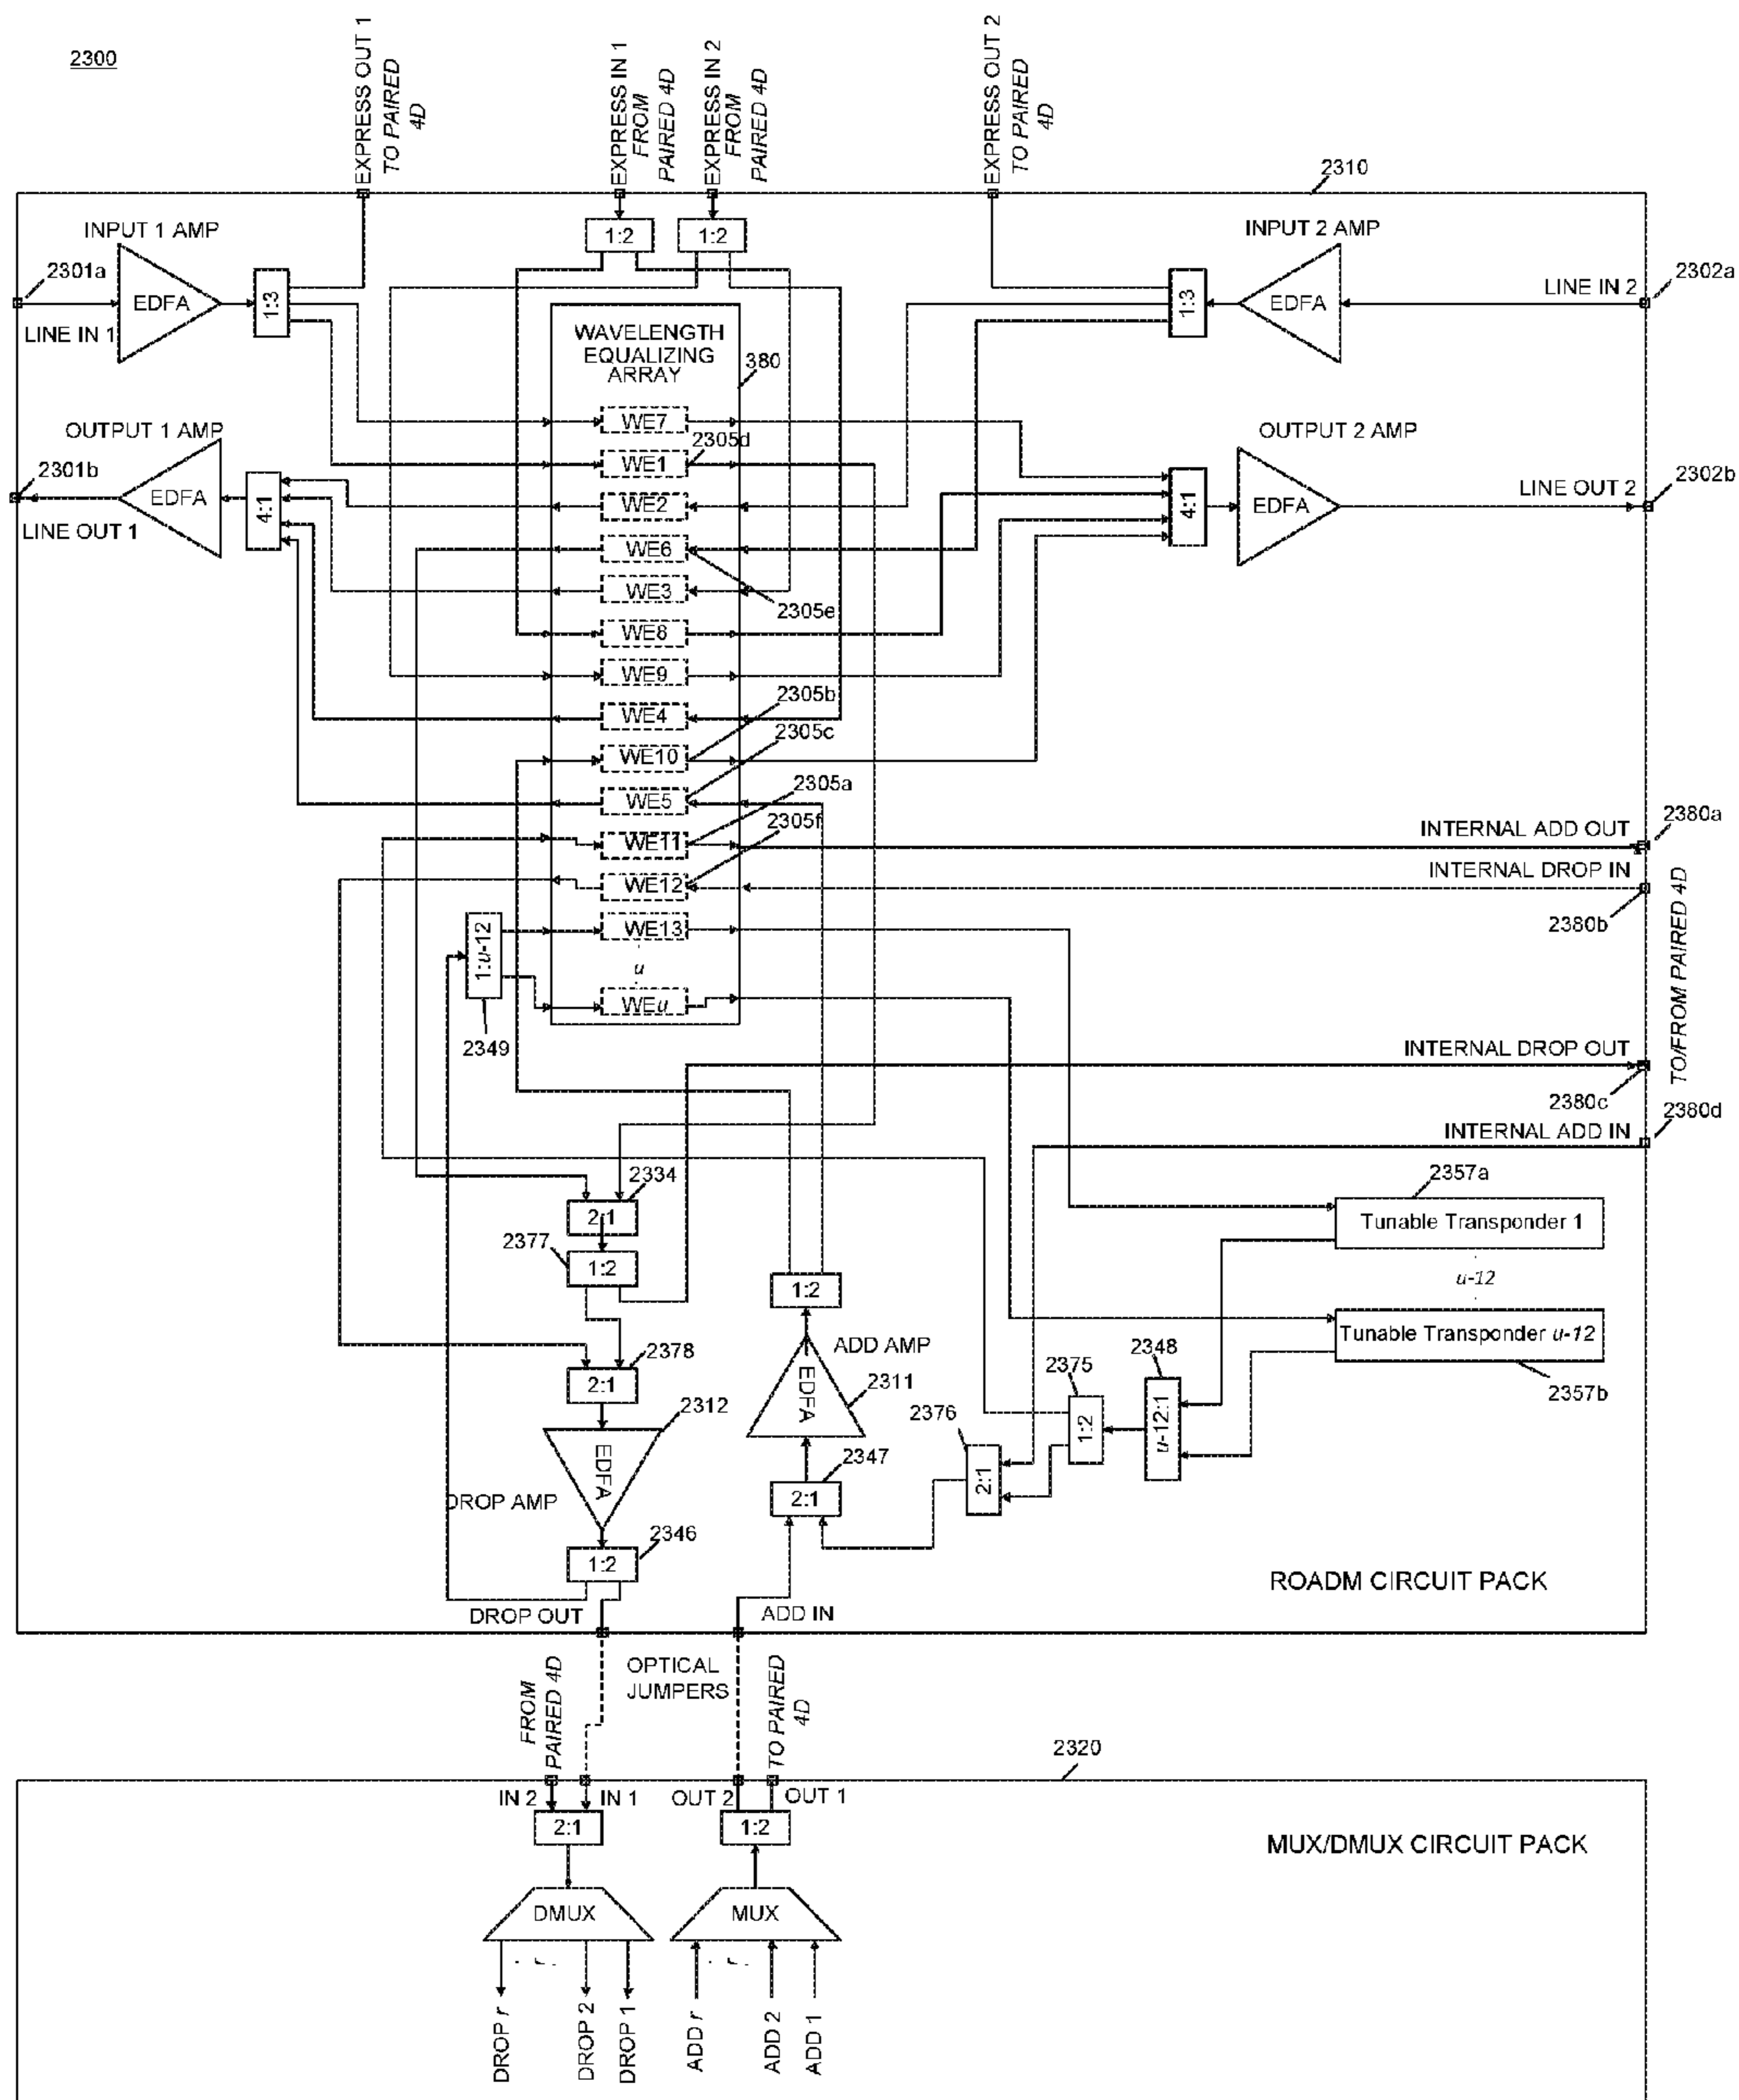 2300
EXPRESS OUT 1
TO PAIRED
4D
EXPRESS IN 1
FROM
PAIRED 4D
EXPRESS IN 2
FROM
PAIRED 4D
EXPRESS OUT 2
TO PAIRED
4D
2310
INPUT 1 AMP
INPUT 2 AMP
1:2
1:2
2301a
EDFA
1:3
LINE IN 1
1:3
EDFA
LINE IN 2
2302a
WAVELENGTH
EQUALIZING
ARRAY
380
OUTPUT 1 AMP
OUTPUT 2 AMP
2301b
EDFA
4:1
LINE OUT 1
4:1
EDFA
LINE OUT 2
2302b
WE7
2305d
WE1
WE2
WE6
WE3
2305e
WE8
WE9
2305b
WE4
2305c
WE10
2305a
WE5
2305f
WE11
WE12
WE13
u
WEu
1:u-12
2349
INTERNAL ADD OUT
2380a
INTERNAL DROP IN
2380b
TO/FROM PAIRED 4D
INTERNAL DROP OUT
2380c
2380d
INTERNAL ADD IN
2334
2:1
2377
1:2
2378
2:1
2312
EDFA
DROP AMP
2346
1:2
DROP OUT
1:2
ADD AMP
EDFA
2311
2347
2:1
ADD IN
2376
2:1
2375
1:2
2348
u-12:1
2357a
Tunable Transponder 1
u-12
Tunable Transponder u-12
2357b
ROADM CIRCUIT PACK
FROM
PAIRED 4D
OPTICAL
JUMPERS
TO PAIRED
4D
2320
IN 2
IN 1
OUT 2
OUT 1
2:1
1:2
MUX/DMUX CIRCUIT PACK
DMUX
MUX
r
r
DROP r
DROP 2
DROP 1
ADD r
ADD 2
ADD 1